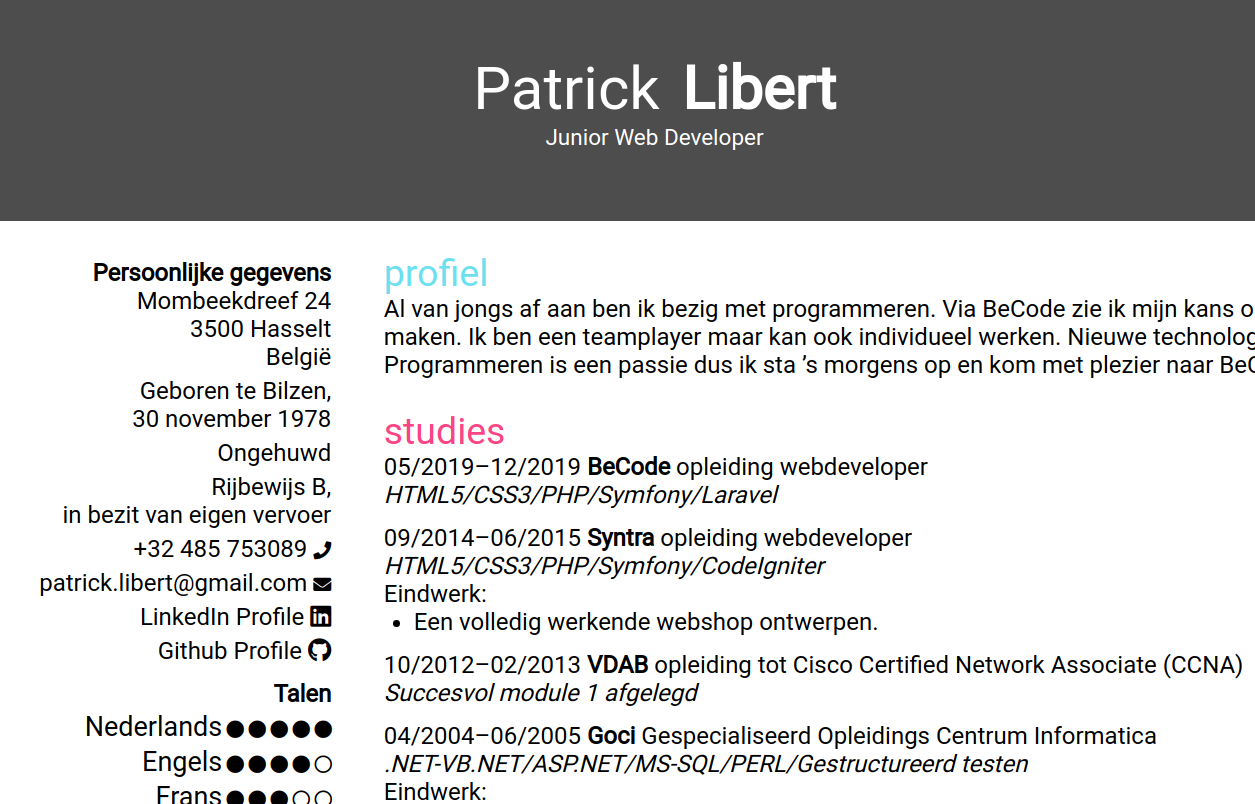 Patrick Libert
Junior Web Developer
Persoonlijke gegevens
Mombeekdreef 24
3500 Hasselt
België
Geboren te Bilzen,
30 november 1978
Ongehuwd
Rijbewijs B,
in bezit van eigen vervoer
+32 485 753089
patrick.libert@gmail.com
LinkedIn Profile
Github Profile
Talen
Nederlands
Engels
Frans
profiel
Al van jongs af aan ben ik bezig met programmeren. Via BeCode zie ik mijn kans o
maken. Ik ben een teamplayer maar kan ook individueel werken. Nieuwe technolog
Programmeren is een passie dus ik sta ’s morgens op en kom met plezier naar BeC
studies
05/2019–12/2019 BeCode opleiding webdeveloper
HTML5/CSS3/PHP/Symfony/Laravel
09/2014–06/2015 Syntra opleiding webdeveloper
HTML5/CSS3/PHP/Symfony/CodeIgniter
Eindwerk:
• Een volledig werkende webshop ontwerpen.
10/2012–02/2013 VDAB opleiding tot Cisco Certified Network Associate (CCNA)
Succesvol module 1 afgelegd
04/2004–06/2005 Goci Gespecialiseerd Opleidings Centrum Informatica
.NET-VB.NET/ASP.NET/MS-SQL/PERL/Gestructureerd testen
Eindwerk: